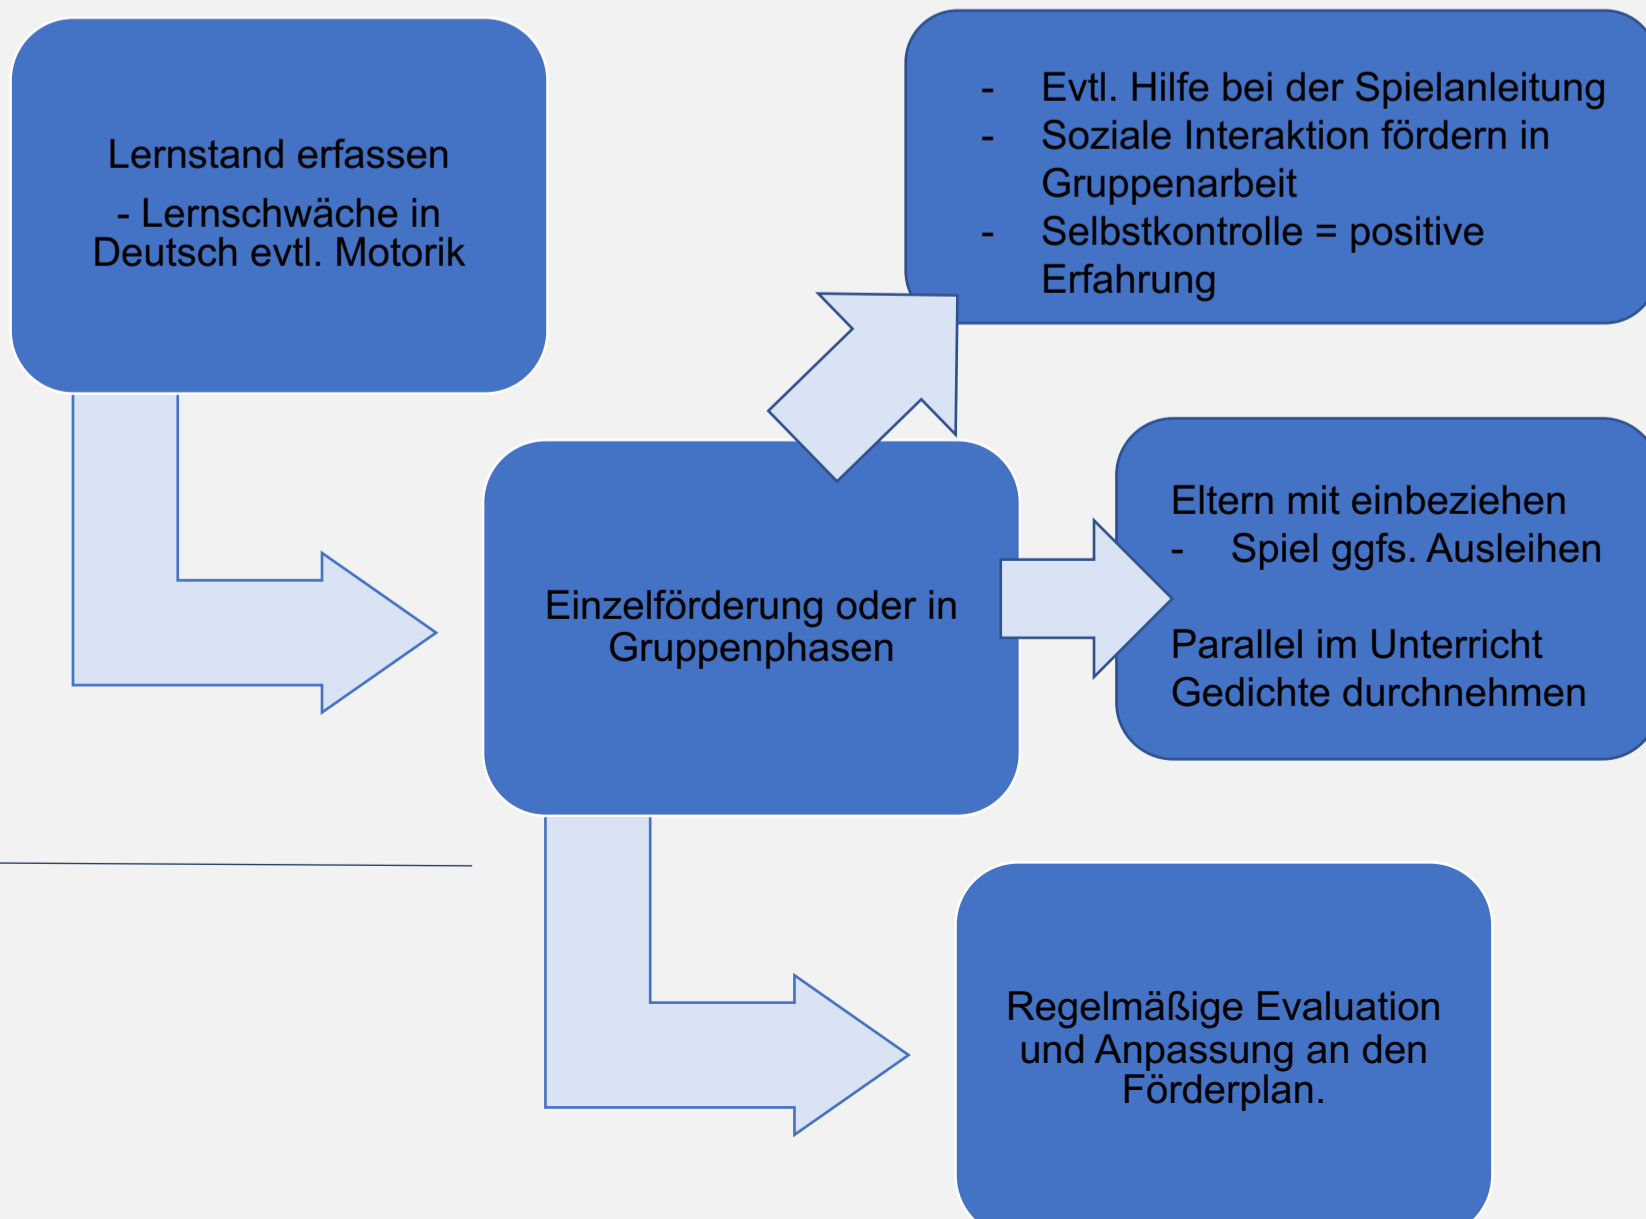 Lernstand erfassen
- Lernschwäche in
Deutsch evtl. Motorik
- Evtl. Hilfe bei der Spielanleitung
- Soziale Interaktion fördern in
Gruppenarbeit
- Selbstkontrolle = positive
Erfahrung
Einzelförderung oder in
Gruppenphasen
Eltern mit einbeziehen
- Spiel ggfs. Ausleihen
Parallel im Unterricht
Gedichte durchnehmen
Regelmäßige Evaluation
und Anpassung an den
Förderplan.